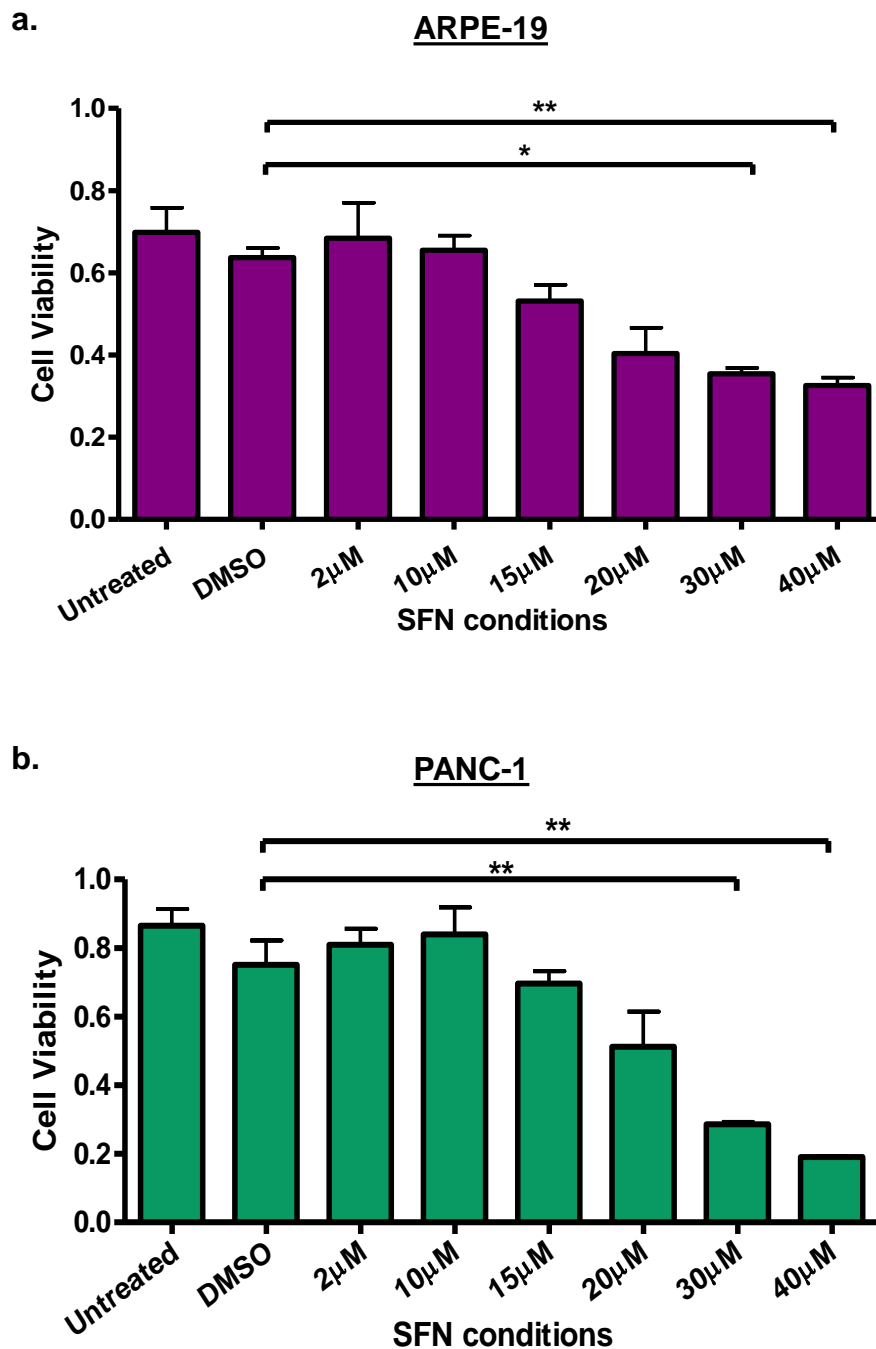 a.
ARPE-19
**
*
1.0
0.8
0.6
0.4
0.2
0.0
Cell Viability
Untreated
DMSO
2µM
10µM
15µM
20µM
30µM
40µM
SFN conditions
b.
PANC-1
**
**
1.0
0.8
0.6
0.4
0.2
0.0
Cell Viability
Untreated
DMSO
2µM
10µM
15µM
20µM
30µM
40µM
SFN conditions